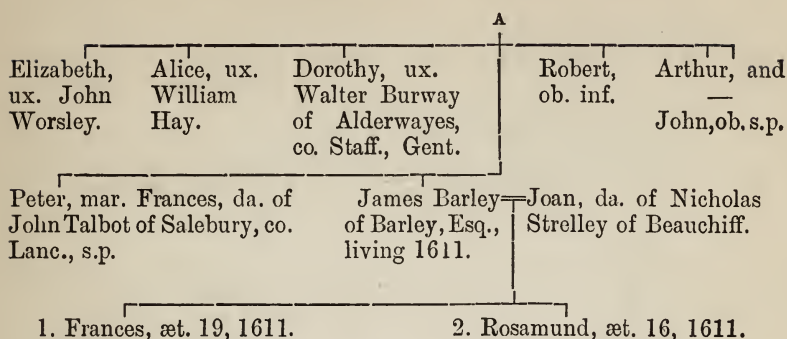 A
Elizabeth, ux. John Worsley.
Alice, ux. William Hay.
Dorothy, ux. Walter Burway of Alderwayes, co. Staff., Gent.
Robert, ob. inf.
Arthur, and — John, ob. s.p.
Peter, mar. Frances, da. of John Talbot of Salebury, co. Lanc., s.p.
James Barley of Barley, Esq., living 1611.
Joan, da. of Nicholas Strelley of Beauchiff.
1. Frances, æt. 19, 1611.
2. Rosamund, æt. 16, 1611.